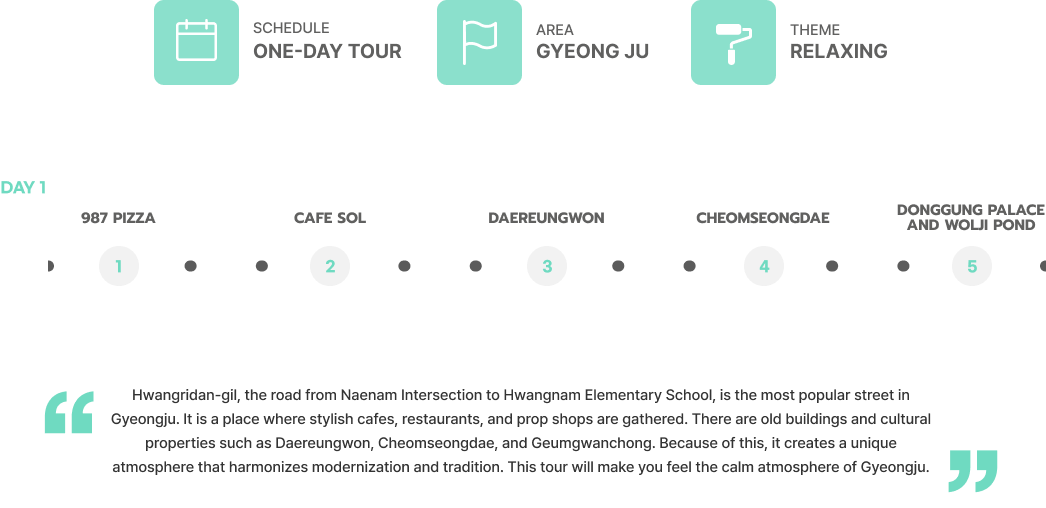 SCHEDULE
ONE-DAY TOUR
AREA
GYEONG JU
THEME
RELAXING
DAY 1
987 PIZZA
CAFE SOL
DAEREUNGWON
CHEOMSEONGDAE
DONGGUNG PALACE
AND WOLJI POND
1
2
3
4
5
Hwangridan-gil, the road from Naenam Intersection to Hwangnam Elementary School, is the most popular street in
Gyeongju. It is a place where stylish cafes, restaurants, and prop shops are gathered. There are old buildings and cultural
properties such as Daereungwon, Cheomseongdae, and Geumgwanchong. Because of this, it creates a unique
atmosphere that harmonizes modernization and tradition. This tour will make you feel the calm atmosphere of Gyeongju.